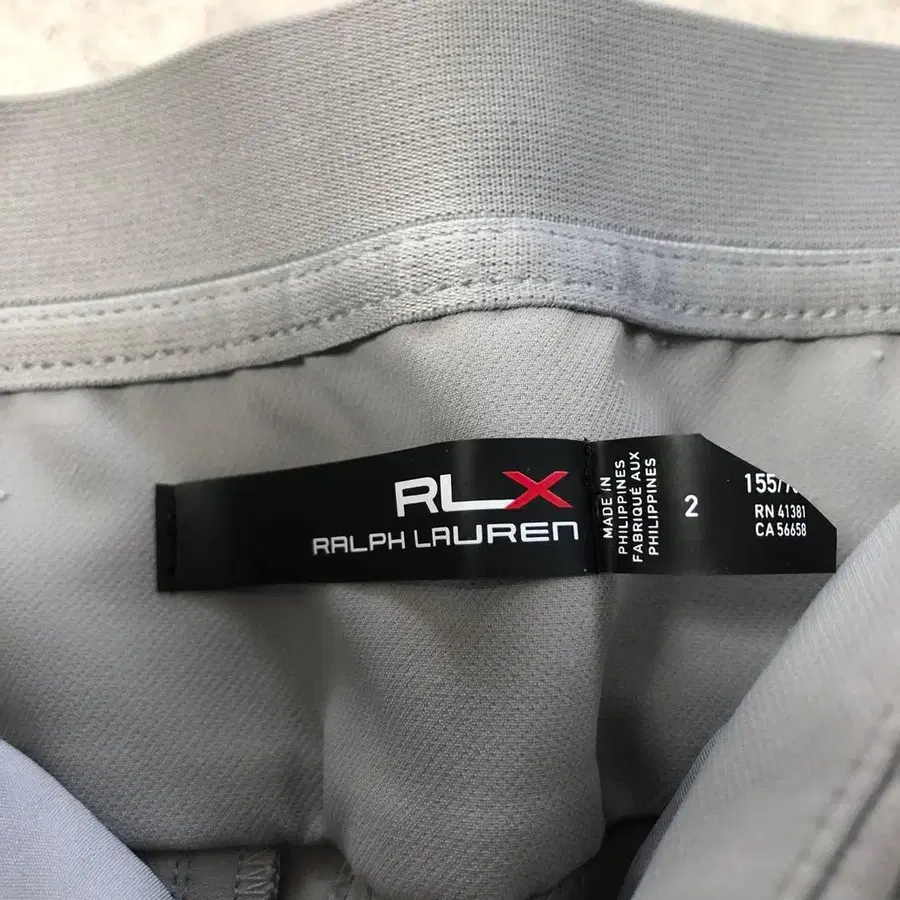 RLX
RALPH LAUREN
MADE IN
PHILIPPINES
FABRIQUÉ AUX
PHILIPPINES
2
RN 41381
CA 56658